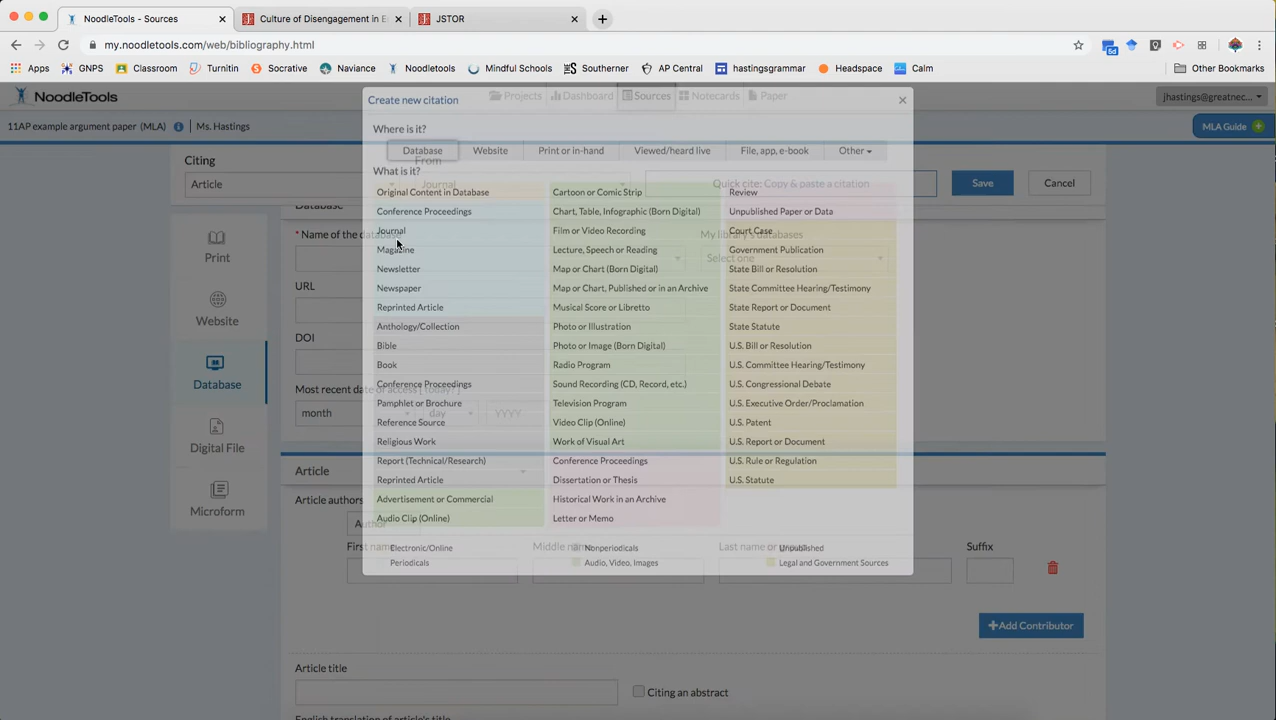 NoodleTools - Sources
Culture of Disengagement in E
JSTOR
my.noodletools.com/web/bibliography.html
6d
Apps GNPS Classroom Turnitin Socrative Naviance Noodletools Mindful Schools Southerner AP Central hastingsgrammar Headspace Calm Other Bookmarks
NoodleTools
Projects Dashboard Sources Notecards Paper
jhastings@greatnec...
11AP example argument paper (MLA) Ms. Hastings
MLA Guide
Create new citation
Where is it?
Database Website Print or in-hand Viewed/heard live File, app, e-book Other
What is it?
Original Content in Database
Conference Proceedings
Journal
Magazine
Newsletter
Newspaper
Reprinted Article
Anthology/Collection
Bible
Book
Conference Proceedings
Pamphlet or Brochure
Reference Source
Religious Work
Report (Technical/Research)
Reprinted Article
Advertisement or Commercial
Audio Clip (Online)
Cartoon or Comic Strip
Chart, Table, Infographic (Born Digital)
Film or Video Recording
Lecture, Speech or Reading
Map or Chart (Born Digital)
Map or Chart, Published or in an Archive
Musical Score or Libretto
Photo or Illustration
Photo or Image (Born Digital)
Radio Program
Sound Recording (CD, Record, etc.)
Television Program
Video Clip (Online)
Work of Visual Art
Conference Proceedings
Dissertation or Thesis
Historical Work in an Archive
Letter or Memo
Review
Unpublished Paper or Data
Court Case
Government Publication
State Bill or Resolution
State Committee Hearing/Testimony
State Report or Document
State Statute
U.S. Bill or Resolution
U.S. Committee Hearing/Testimony
U.S. Congressional Debate
U.S. Executive Order/Proclamation
U.S. Patent
U.S. Report or Document
U.S. Rule or Regulation
U.S. Statute
Electronic/Online
Periodicals
Nonperiodicals
Audio, Video, Images
Unpublished
Legal and Government Sources
Citing
Article
From
Journal
Quick cite: Copy & paste a citation
Save
Cancel
Print
Website
Database
Digital File
Microform
Database
* Name of the database
My library's databases
Select one
URL
DOI
Most recent date of access [ Today? ]
month
day
YYYY
Article
Article authors
Author
First name
Middle name
Last name or
Suffix
Add Contributor
Article title
Citing an abstract
English translation of article's title